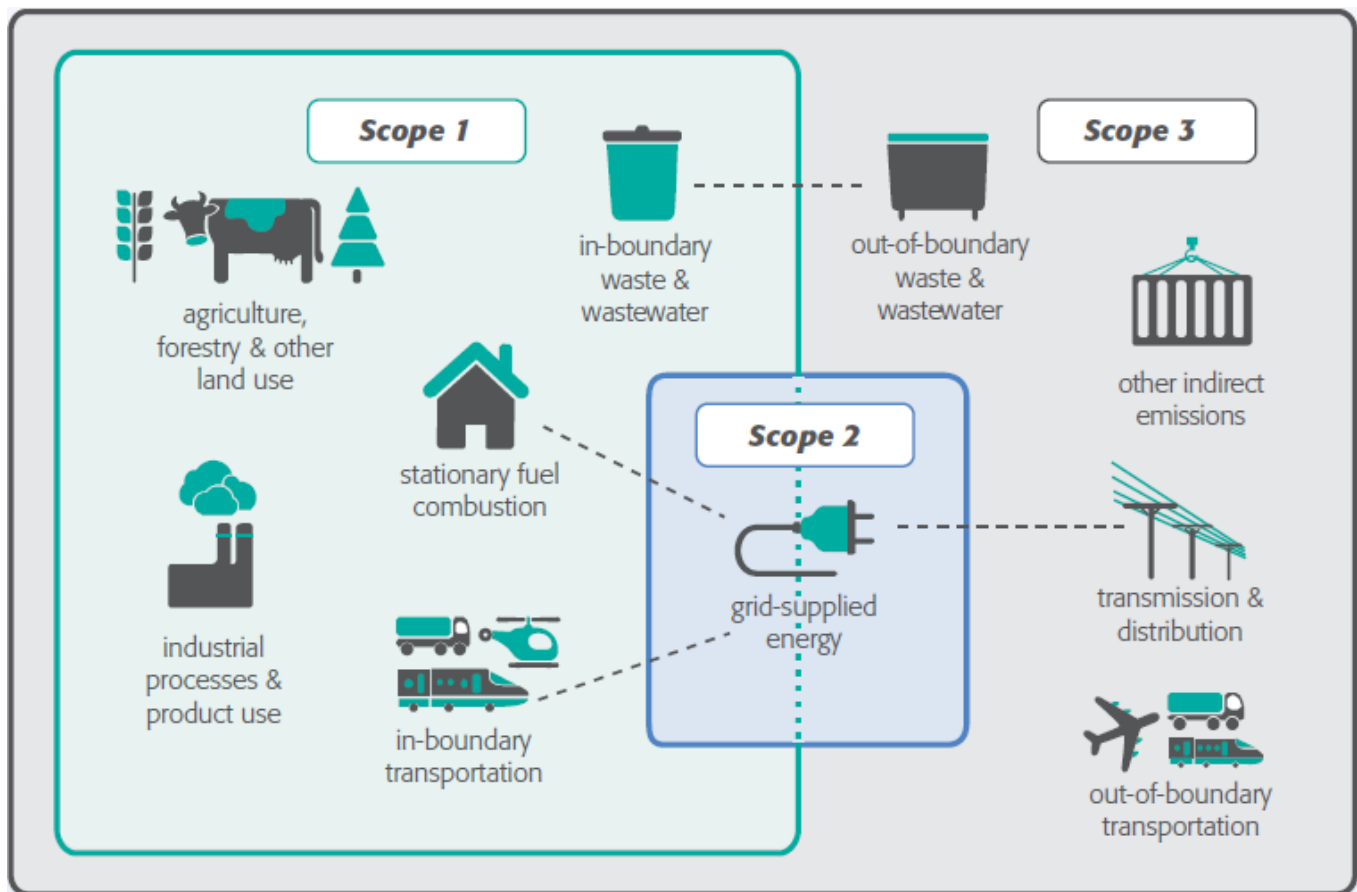 Scope 1
Scope 3
in-boundary
waste &
wastewater
out-of-boundary
waste &
wastewater
agriculture,
forestry & other
land use
other indirect
emissions
Scope 2
stationary fuel
combustion
grid-supplied
energy
transmission &
distribution
industrial
processes &
product use
in-boundary
transportation
out-of-boundary
transportation